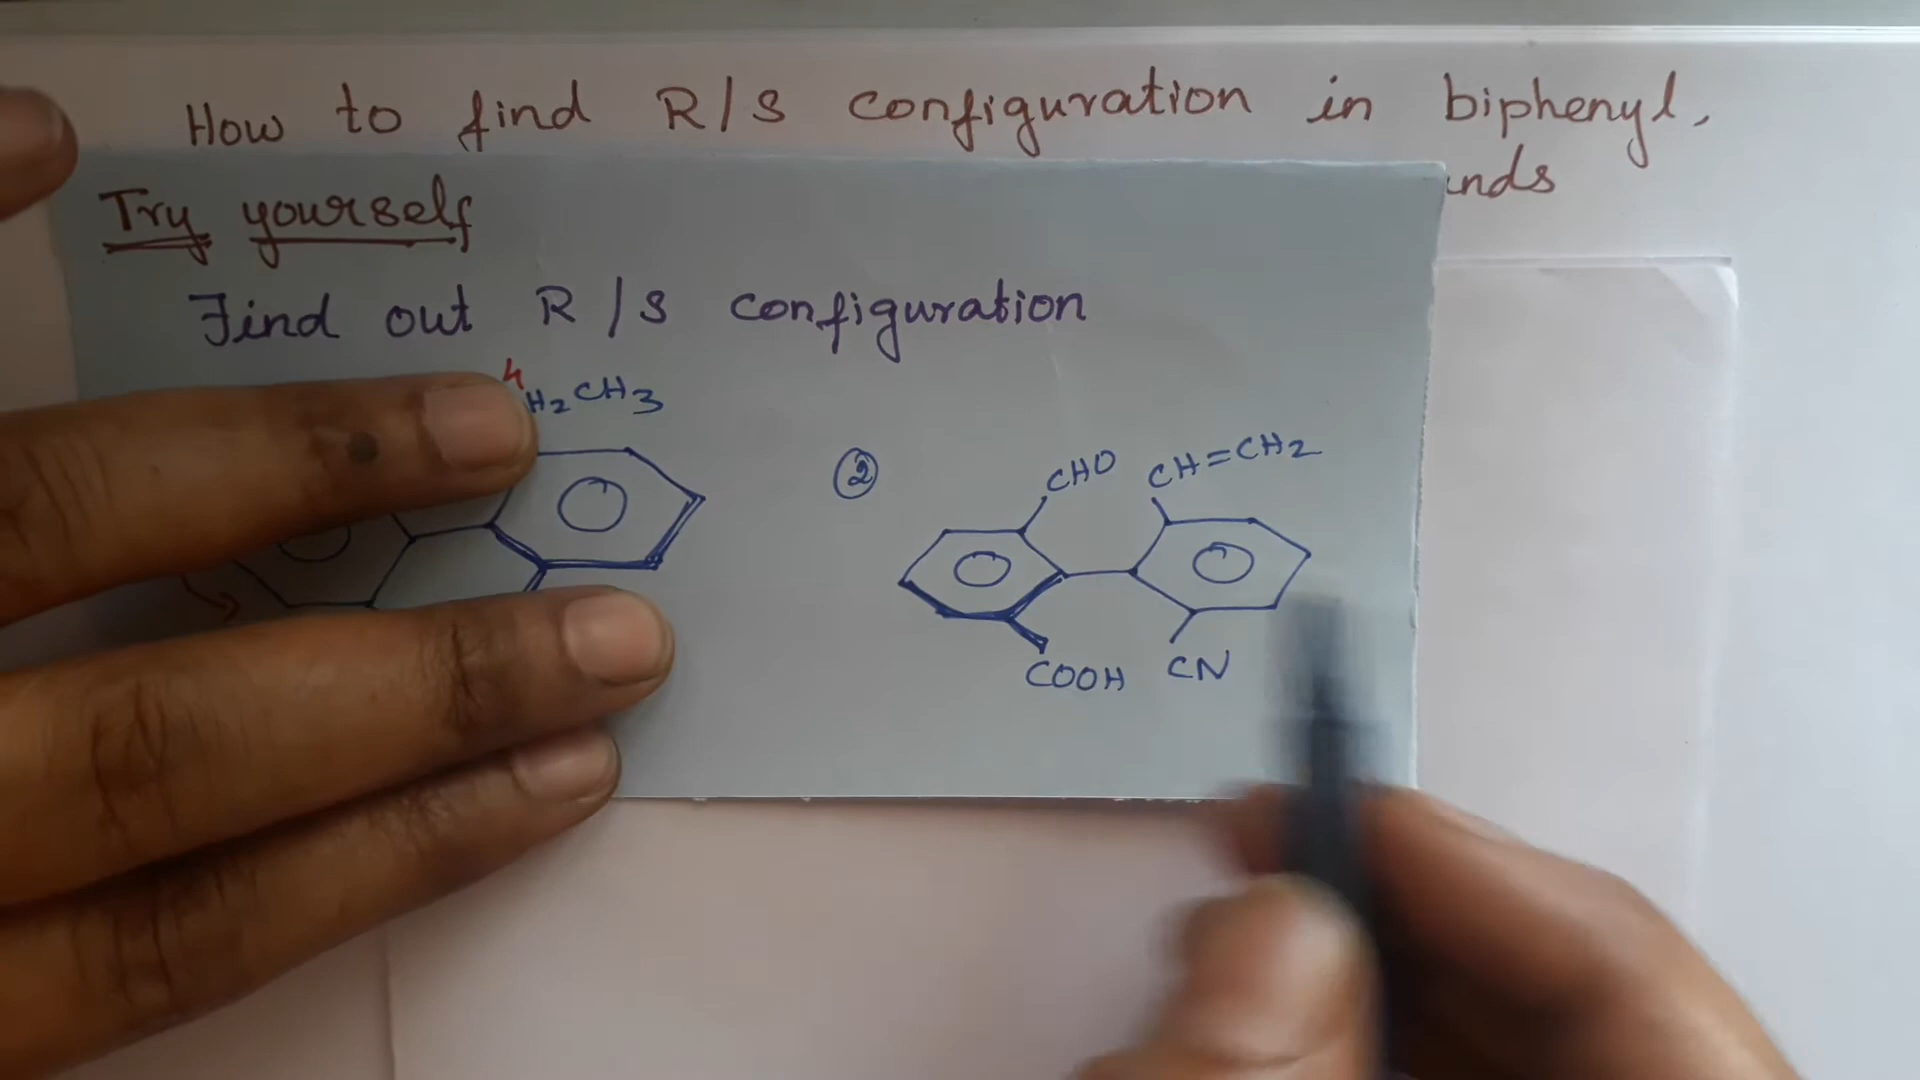 How to find R/S configuration in biphenyl.
nds
Try yourself
Find out R/S configuration
4
H2CH3
2
CHO CH=CH2
COOH CN